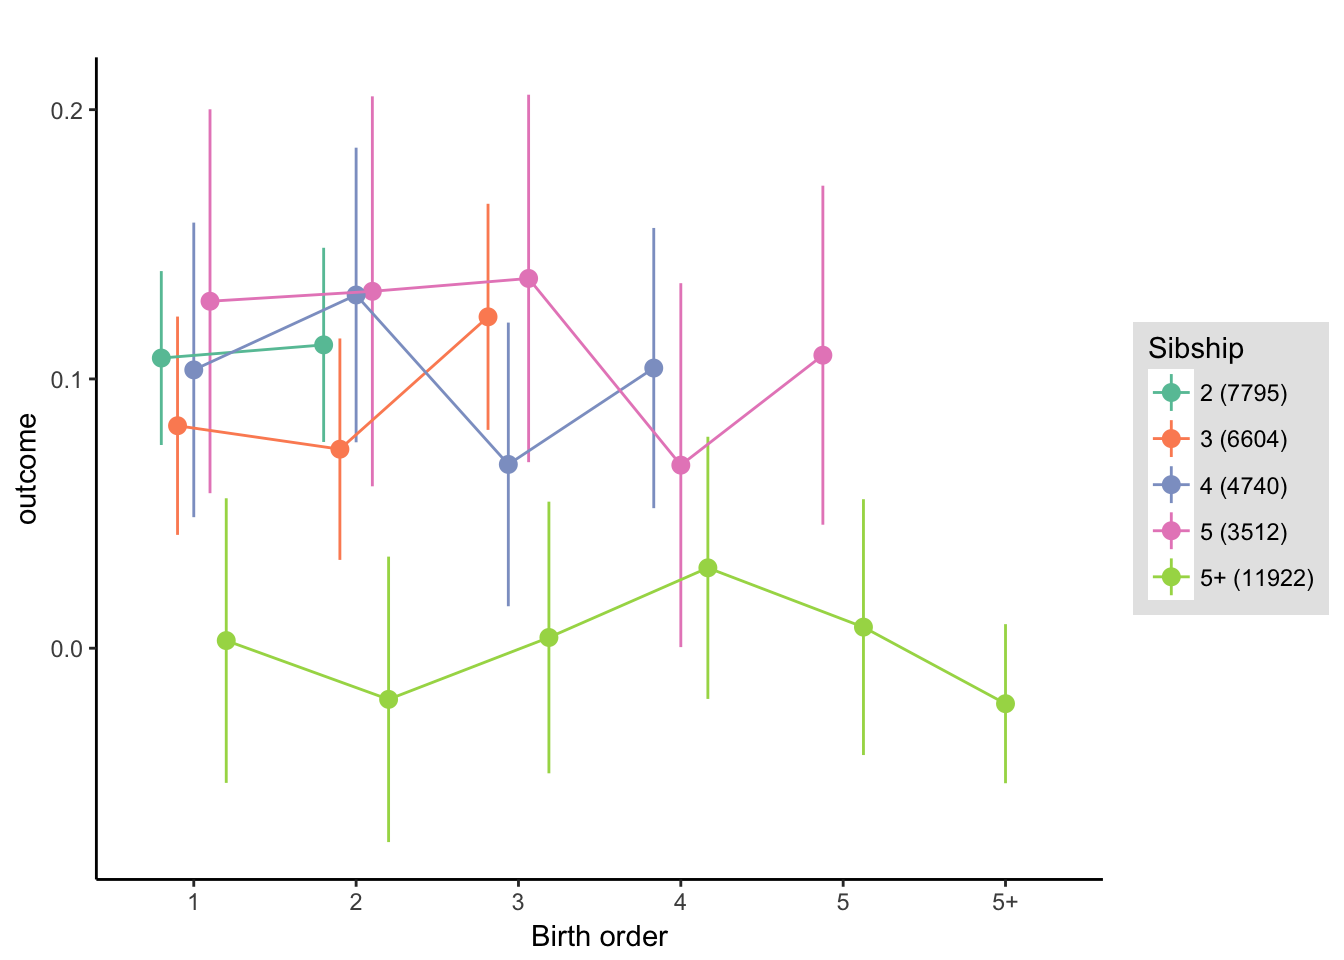 0.2
0.1
0.0
outcome
1 2 3 4 5 5+
Birth order
Sibship
2 (7795)
3 (6604)
4 (4740)
5 (3512)
5+ (11922)